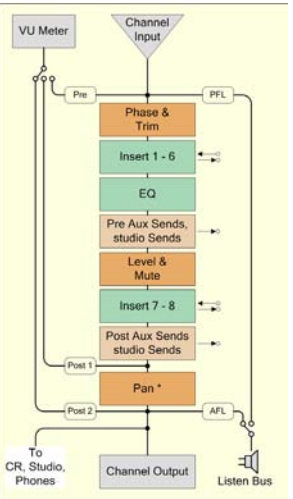 VU Meter
Channel
Input
Pre
PFL
Phase &
Trim
Insert 1 - 6
EQ
Pre Aux Sends,
studio Sends
Level &
Mute
Insert 7 - 8
Post Aux Sends
studio Sends
Post 1
Pan *
Post 2
AFL
To
CR, Studio,
Phones
Channel Output
Listen Bus